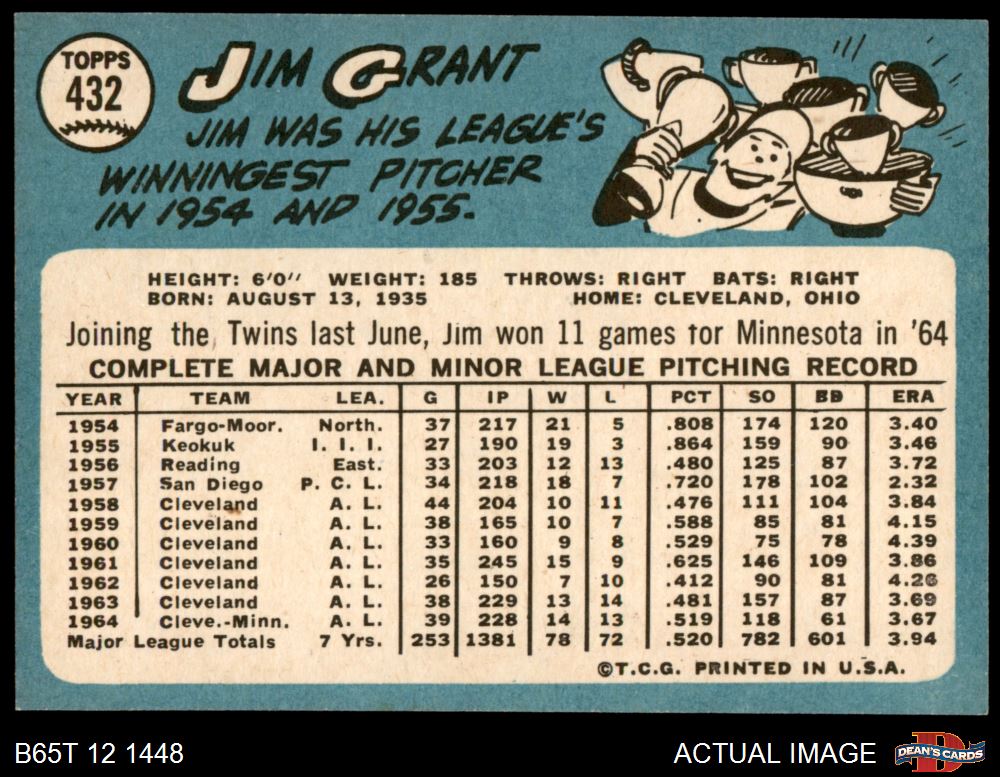 TOPPS
432
JIM GRANT
JIM WAS HIS LEAGUE'S
WINNINGEST PITCHER
IN 1954 AND 1955.
HEIGHT: 6'0" WEIGHT: 185 THROWS: RIGHT BATS: RIGHT
BORN: AUGUST 13, 1935 HOME: CLEVELAND, OHIO
Joining the Twins last June, Jim won 11 games for Minnesota in '64
COMPLETE MAJOR AND MINOR LEAGUE PITCHING RECORD
YEAR TEAM LEA. G IP W L PCT SO BB ERA
1954 Fargo-Moor. North. 37 217 21 5 .808 174 120 3.40
1955 Keokuk I. I. I. 27 190 19 3 .864 159 90 3.46
1956 Reading East. 33 203 12 13 .480 125 87 3.72
1957 San Diego P. C. L. 34 218 18 7 .720 178 102 2.32
1958 Cleveland A. L. 44 204 10 11 .476 111 104 3.84
1959 Cleveland A. L. 38 165 10 7 .588 85 81 4.15
1960 Cleveland A. L. 33 160 9 8 .529 75 78 4.39
1961 Cleveland A. L. 35 245 15 9 .625 146 109 3.86
1962 Cleveland A. L. 26 150 7 10 .412 90 81 4.26
1963 Cleveland A. L. 38 229 13 14 .481 157 87 3.69
1964 Cleve.-Minn. A. L. 39 228 14 13 .519 118 61 3.67
Major League Totals 7 Yrs. 253 1381 78 72 .520 782 601 3.94
©T.C.G. PRINTED IN U.S.A.
B65T 12 1448 ACTUAL IMAGE DEAN'S CARDS